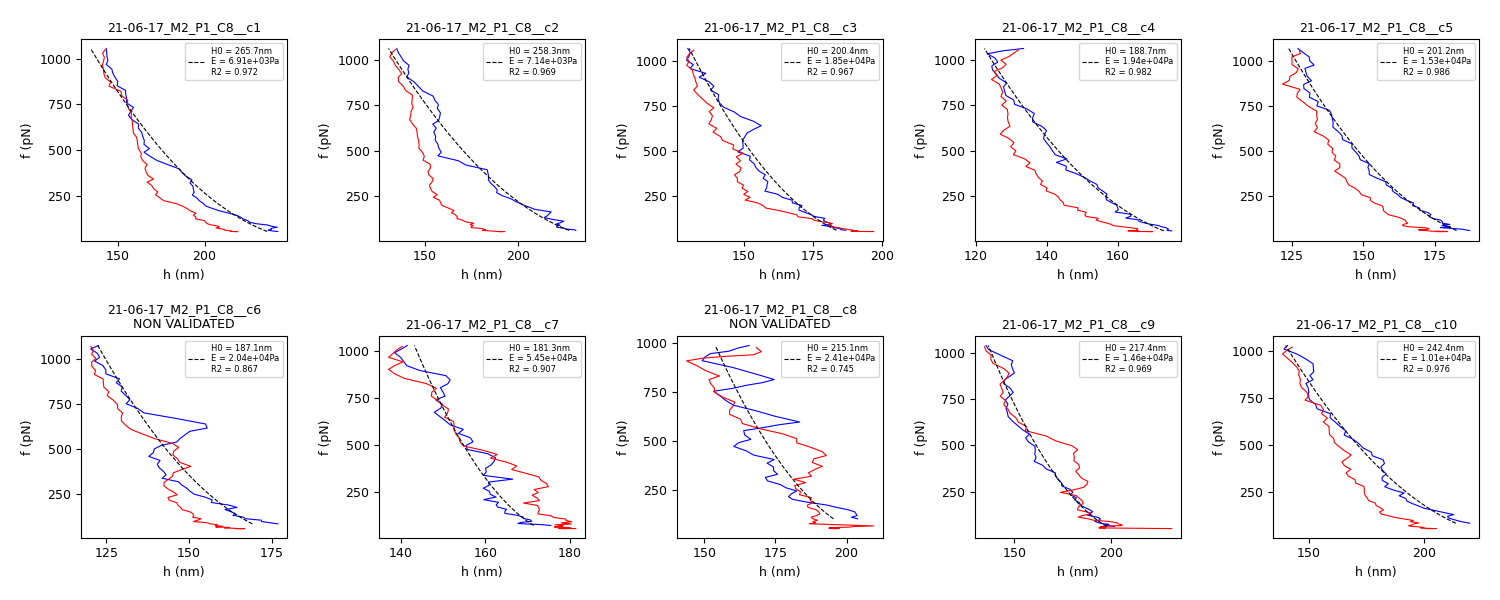 21-06-17_M2_P1_C8__c1
H0 = 265.7nm
E = 6.91e+03Pa
R2 = 0.972
1000
750
500
250
f (pN)
150
200
h (nm)
21-06-17_M2_P1_C8__c2
H0 = 258.3nm
E = 7.14e+03Pa
R2 = 0.969
1000
750
500
250
f (pN)
150
200
h (nm)
21-06-17_M2_P1_C8__c3
H0 = 200.4nm
E = 1.85e+04Pa
R2 = 0.967
1000
750
500
250
f (pN)
150
175
200
h (nm)
21-06-17_M2_P1_C8__c4
H0 = 188.7nm
E = 1.94e+04Pa
R2 = 0.982
1000
750
500
250
f (pN)
120
140
160
h (nm)
21-06-17_M2_P1_C8__c5
H0 = 201.2nm
E = 1.53e+04Pa
R2 = 0.986
1000
750
500
250
f (pN)
125
150
175
h (nm)
21-06-17_M2_P1_C8__c6
NON VALIDATED
H0 = 187.1nm
E = 2.04e+04Pa
R2 = 0.867
1000
750
500
250
f (pN)
125
150
175
h (nm)
21-06-17_M2_P1_C8__c7
H0 = 181.3nm
E = 5.45e+04Pa
R2 = 0.907
1000
750
500
250
f (pN)
140
160
180
h (nm)
21-06-17_M2_P1_C8__c8
NON VALIDATED
H0 = 215.1nm
E = 2.41e+04Pa
R2 = 0.745
1000
750
500
250
f (pN)
150
175
200
h (nm)
21-06-17_M2_P1_C8__c9
H0 = 217.4nm
E = 1.46e+04Pa
R2 = 0.969
1000
750
500
250
f (pN)
150
200
h (nm)
21-06-17_M2_P1_C8__c10
H0 = 242.4nm
E = 1.01e+04Pa
R2 = 0.976
1000
750
500
250
f (pN)
150
200
h (nm)